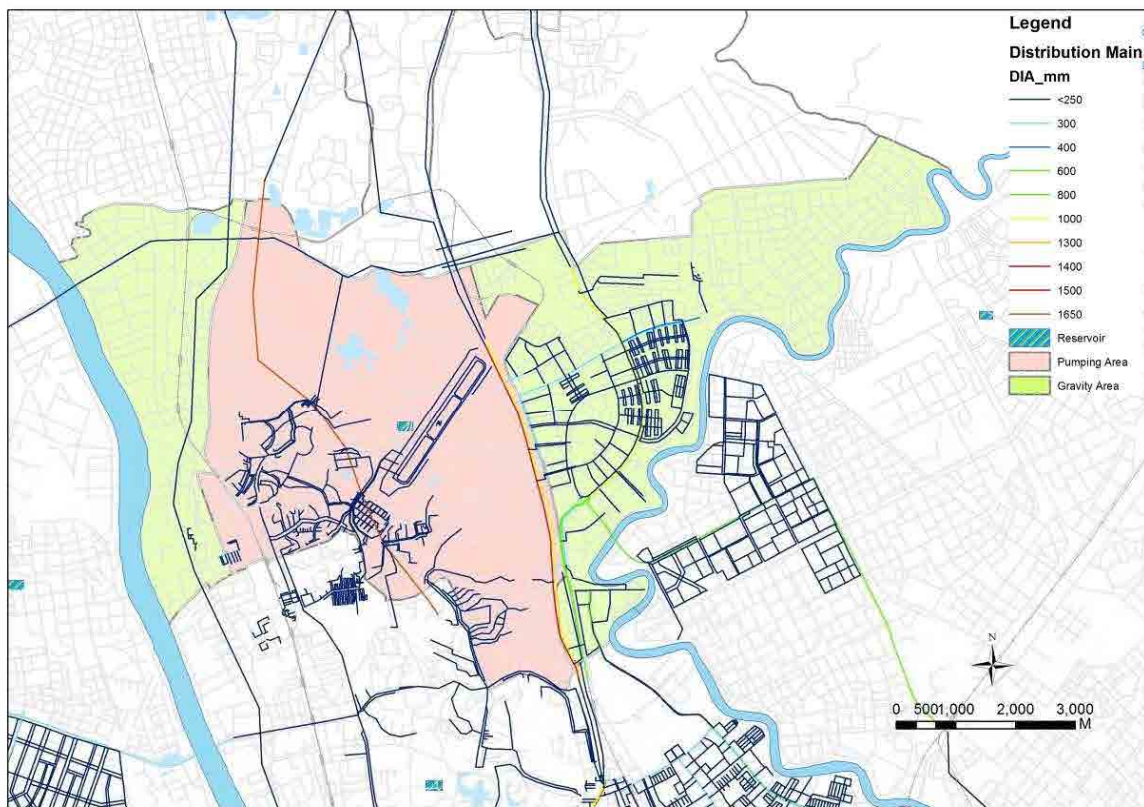 Legend
Distribution Main
DIA_mm
<250
300
400
600
800
1000
1300
1400
1500
1650
Reservoir
Pumping Area
Gravity Area
N
0 5001,000 2,000 3,000
M